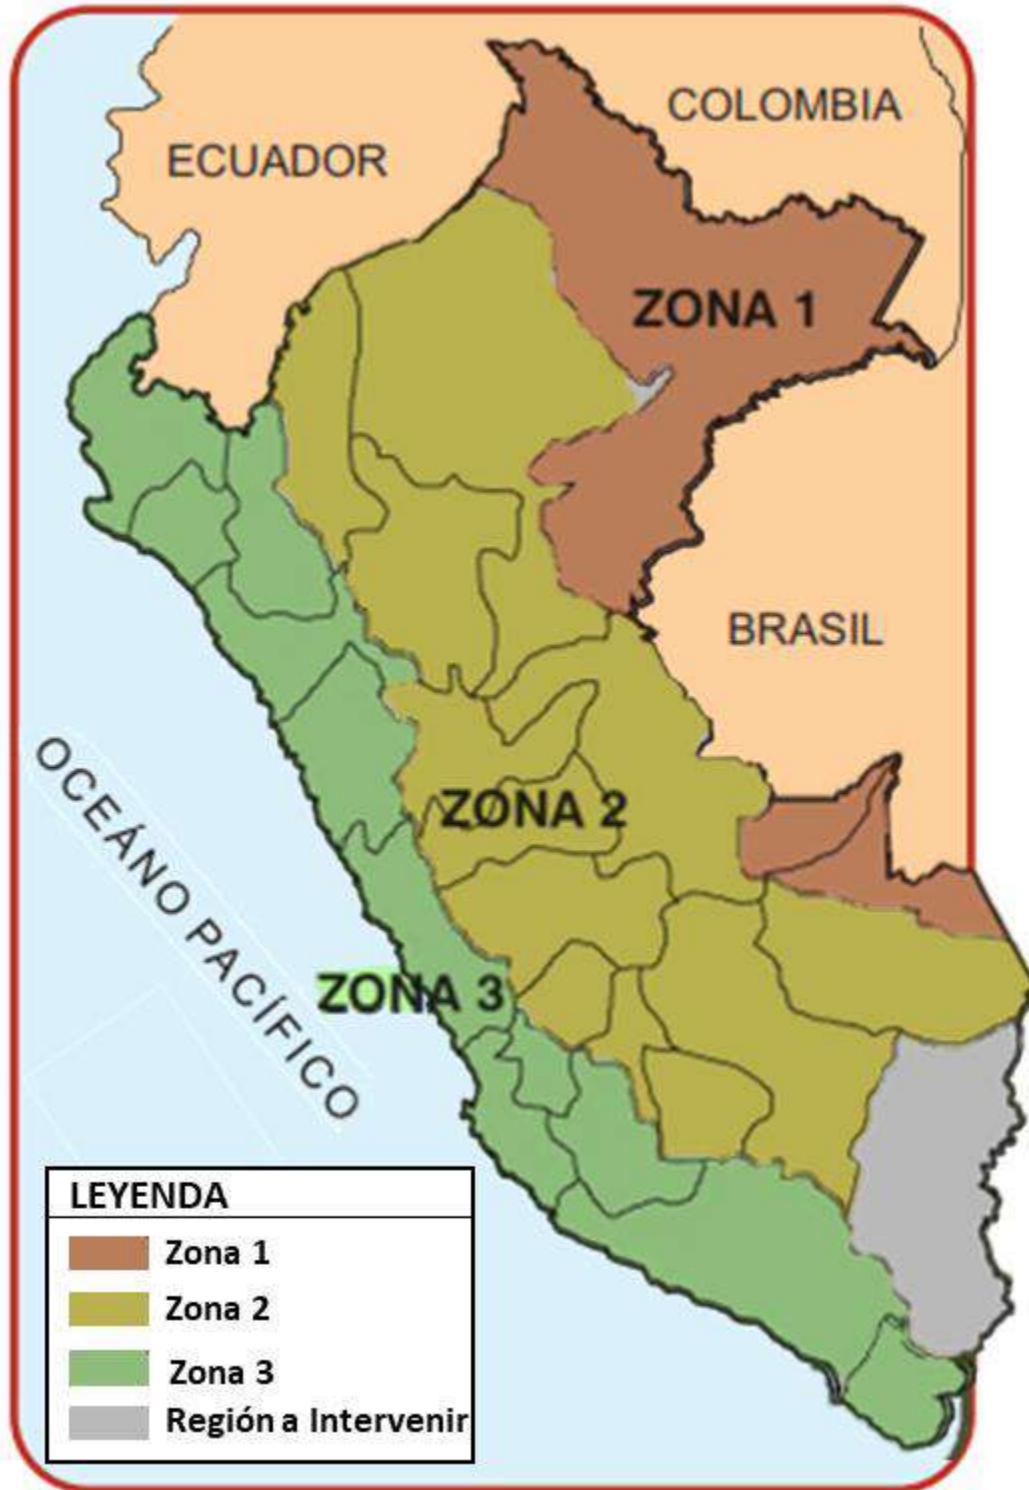 COLOMBIA
ECUADOR
ZONA 1
BRASIL
OCEÁNO PACÍFICO
ZONA 2
ZONA 3
LEYENDA
Zona 1
Zona 2
Zona 3
Región a Intervenir